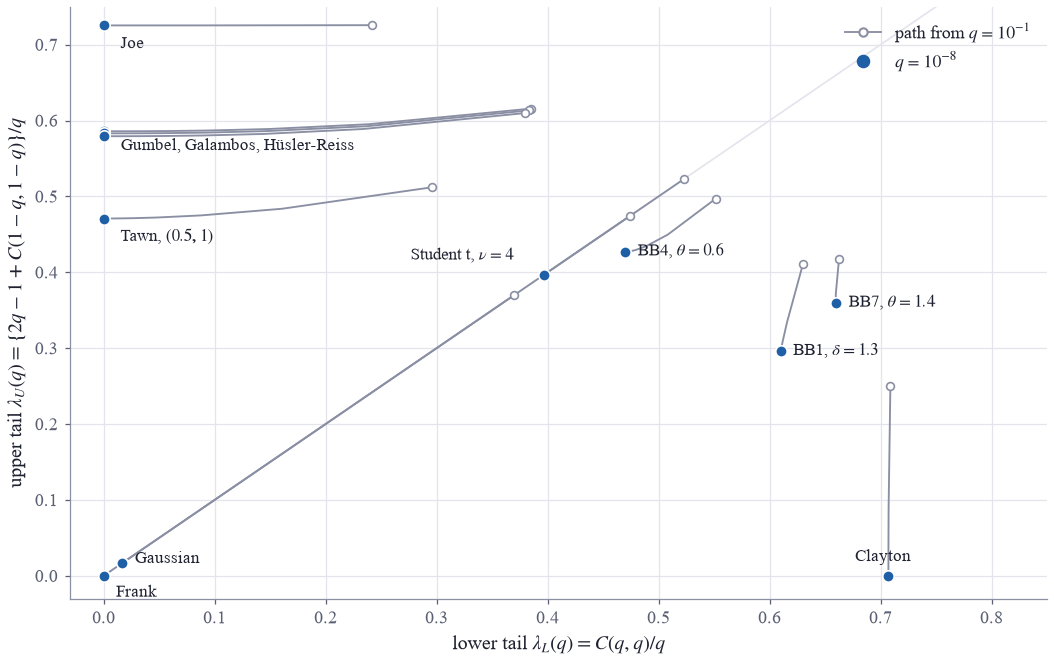 path from q = 10⁻¹
q = 10⁻⁸
Joe
Gumbel, Galambos, Hüsler-Reiss
Tawn, (0.5, 1)
Student t, ν = 4
BB4, θ = 0.6
BB7, θ = 1.4
BB1, δ = 1.3
Gaussian
Frank
Clayton
0.7
0.6
0.5
0.4
0.3
0.2
0.1
0.0
0.0 0.1 0.2 0.3 0.4 0.5 0.6 0.7 0.8
lower tail λ_L(q) = C(q, q)/q
upper tail λ_U(q) = {2q − 1 + C(1 − q, 1 − q)}/q